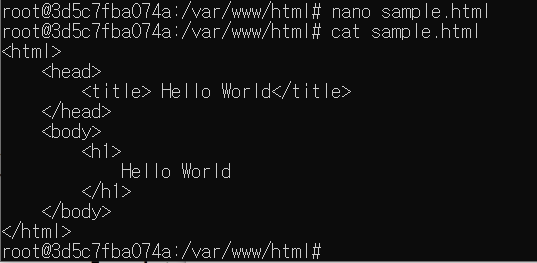 root@3d5c7fba074a:/var/www/html# nano sample.html
root@3d5c7fba074a:/var/www/html# cat sample.html
<html>
    <head>
        <title> Hello World</title>
    </head>
    <body>
        <h1>
            Hello World
        </h1>
    </body>
</html>
root@3d5c7fba074a:/var/www/html#